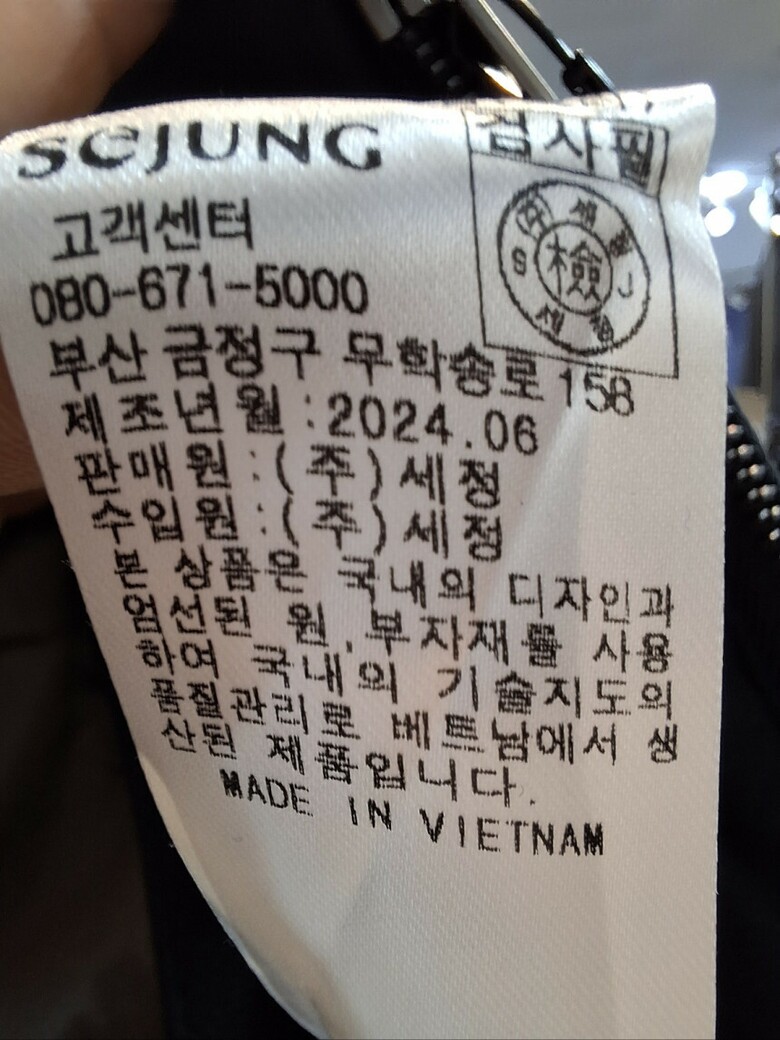 SEJUNG
검사필
고객센터
檢
080-671-5000
부산 금정구 무학송로 158
제조년월:2024.06
판매원:(주)세정
수입원:(주)세정
본 상품은 국내의 디자인과
엄선된 원.부자재를 사용
하여 국내의 기술지도의
품질관리로 베트남에서 생
산된 제품입니다.
MADE IN VIETNAM